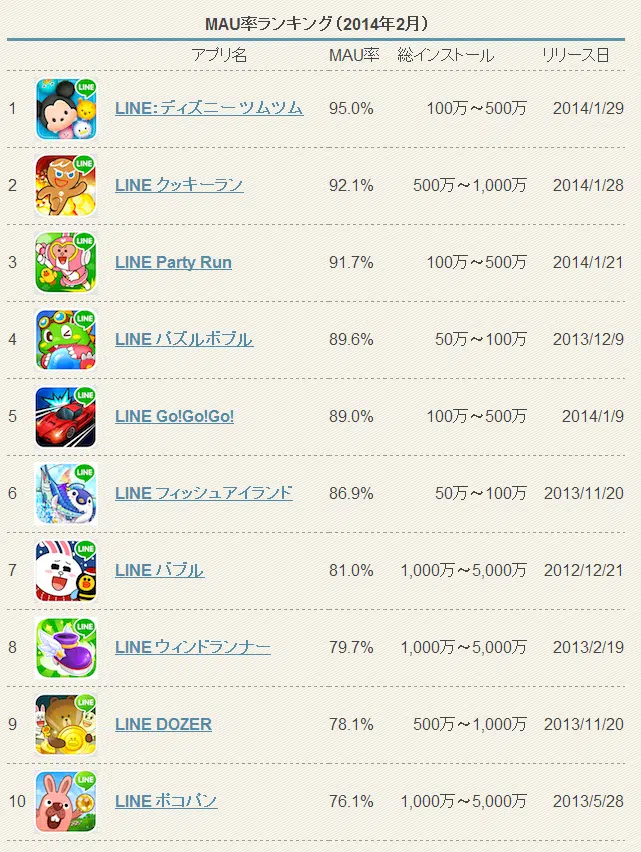 MAU率ランキング（2014年2月）
アプリ名 MAU率 総インストール リリース日
1 LINE LINE：ディズニー ツムツム 95.0% 100万～500万 2014/1/29
2 LINE LINE クッキーラン 92.1% 500万～1,000万 2014/1/28
3 LINE LINE Party Run 91.7% 100万～500万 2014/1/21
4 LINE LINE パズルボブル 89.6% 50万～100万 2013/12/9
5 LINE LINE Go!Go!Go! 89.0% 100万～500万 2014/1/9
6 LINE LINE フィッシュアイランド 86.9% 50万～100万 2013/11/20
7 LINE LINE バブル 81.0% 1,000万～5,000万 2012/12/21
8 LINE LINE ウィンドランナー 79.7% 1,000万～5,000万 2013/2/19
9 LINE LINE DOZER 78.1% 500万～1,000万 2013/11/20
10 LINE LINE ポコパン 76.1% 1,000万～5,000万 2013/5/28